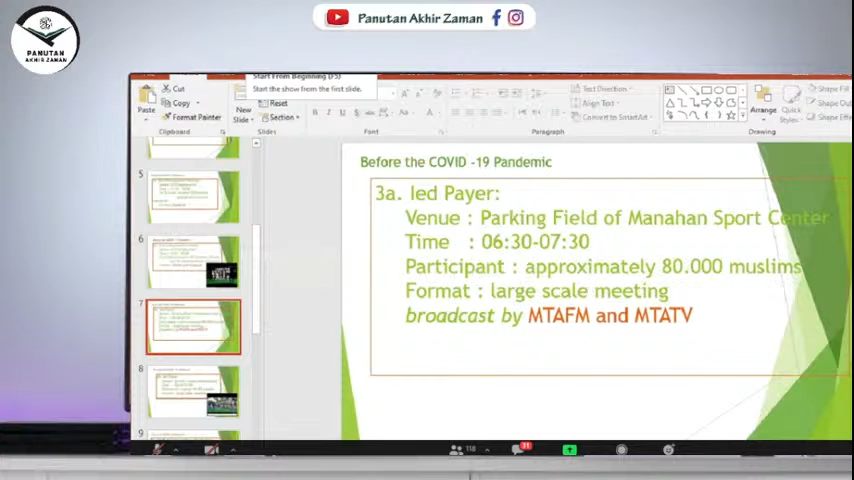 Panutan Akhir Zaman
PANUTAN
AKHIR ZAMAN
Start From Beginning (F5)
Start the show from the first slide.
Cut
Copy
Format Painter
Paste
Clipboard
New
Slide
Reset
Section
Slides
Font
Text Direction
Align Text
Convert to SmartArt
Paragraph
Arrange
Quick
Styles
Shape Fill
Shape Ou
Shape Effe
Drawing
5
6
7
8
9
Before the COVID -19 Pandemic
3a. Ied Payer:
Venue : Parking Field of Manahan Sport Center
Time : 06:30-07:30
Participant : approximately 80.000 muslims
Format : large scale meeting
broadcast by MTAFM and MTATV
118
31